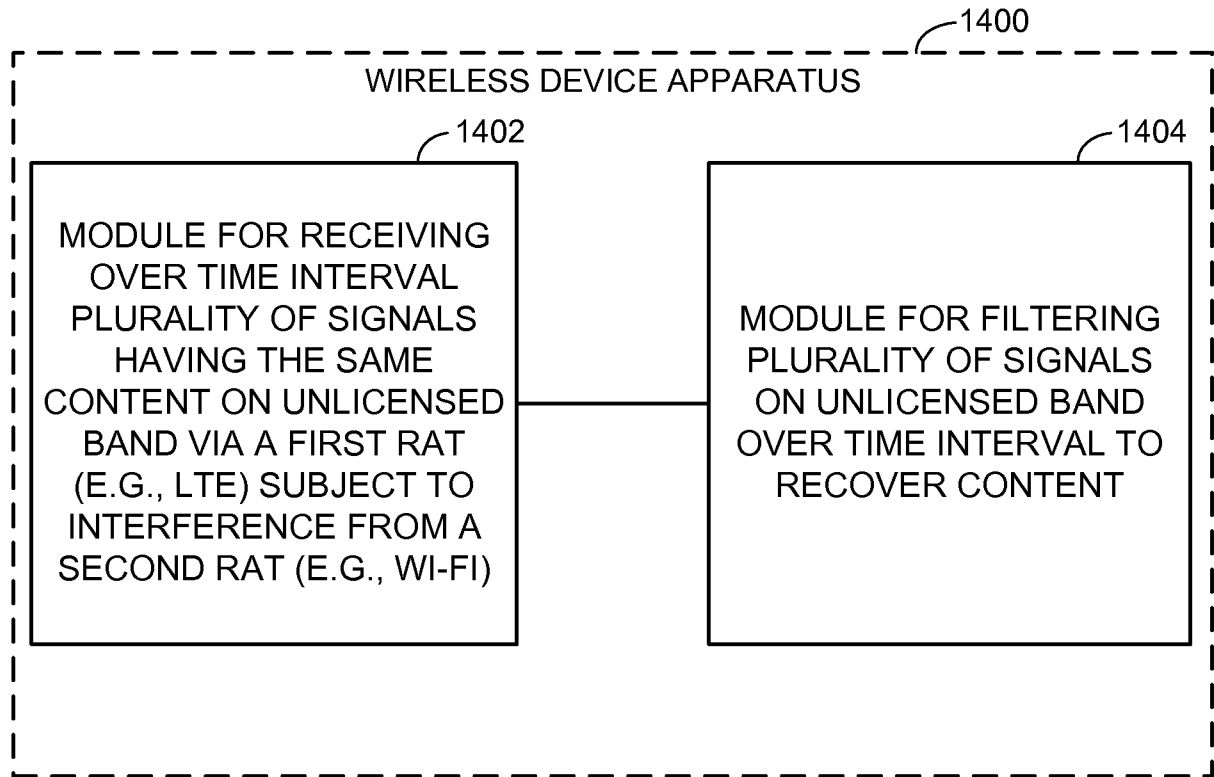 1400
WIRELESS DEVICE APPARATUS
1402
MODULE FOR RECEIVING
OVER TIME INTERVAL
PLURALITY OF SIGNALS
HAVING THE SAME
CONTENT ON UNLICENSED
BAND VIA A FIRST RAT
(E.G., LTE) SUBJECT TO
INTERFERENCE FROM A
SECOND RAT (E.G., WI-FI)
1404
MODULE FOR FILTERING
PLURALITY OF SIGNALS
ON UNLICENSED BAND
OVER TIME INTERVAL TO
RECOVER CONTENT